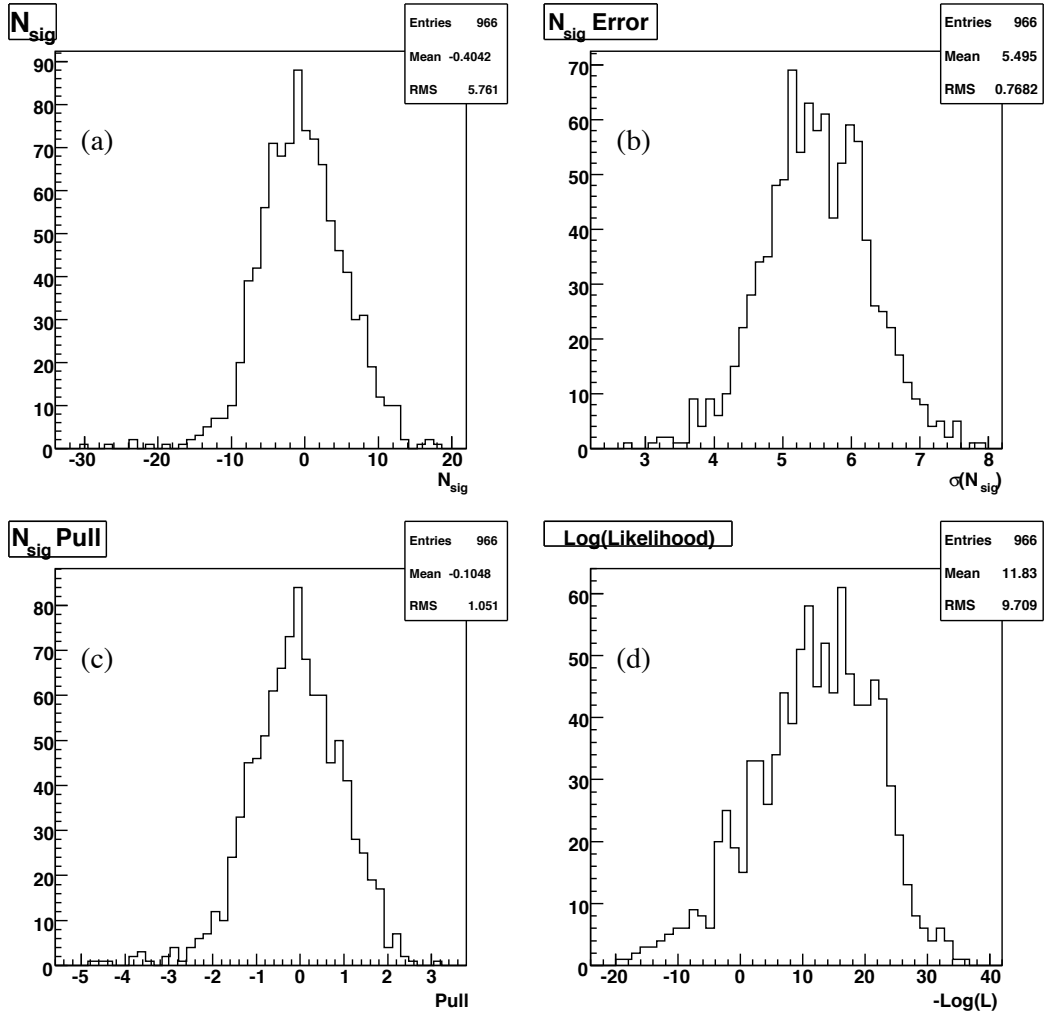 N_sig
Entries 966
Mean -0.4042
RMS 5.761
(a)
90
80
70
60
50
40
30
20
10
0
-30 -20 -10 0 10 20
N_sig
N_sig Error
Entries 966
Mean 5.495
RMS 0.7682
(b)
70
60
50
40
30
20
10
0
3 4 5 6 7 8
σ(N_sig)
N_sig Pull
Entries 966
Mean -0.1048
RMS 1.051
(c)
80
70
60
50
40
30
20
10
0
-5 -4 -3 -2 -1 0 1 2 3
Pull
Log(Likelihood)
Entries 966
Mean 11.83
RMS 9.709
(d)
60
50
40
30
20
10
0
-20 -10 0 10 20 30 40
-Log(L)